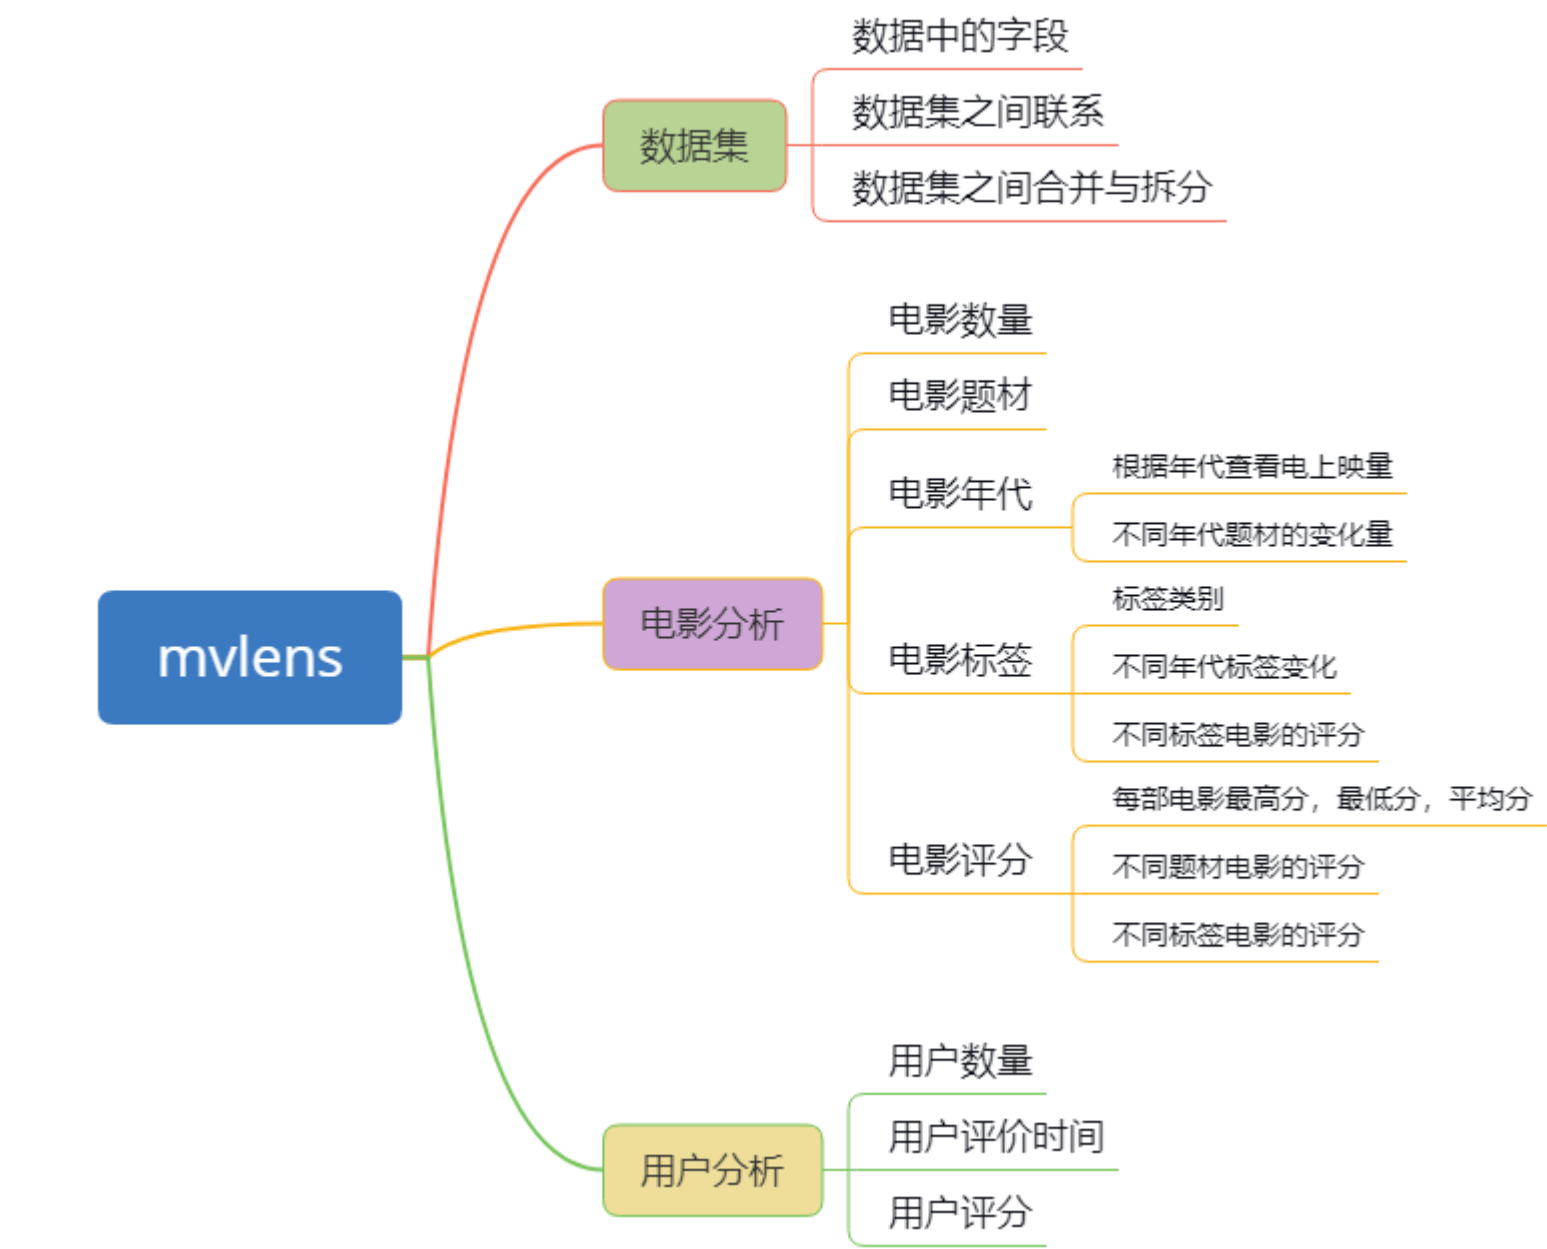 mvlens
数据集
数据中的字段
数据集之间联系
数据集之间合并与拆分
电影分析
电影数量
电影题材
电影年代
根据年代查看电上映量
不同年代题材的变化量
电影标签
标签类别
不同年代标签变化
不同标签电影的评分
电影评分
每部电影最高分，最低分，平均分
不同题材电影的评分
不同标签电影的评分
用户分析
用户数量
用户评价时间
用户评分